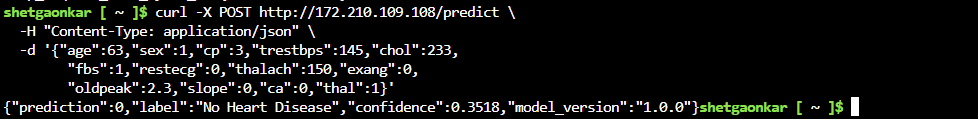 shetgaonkar [ ~ ]$ curl -X POST http://172.210.109.108/predict \
-H "Content-Type: application/json" \
-d '{"age":63,"sex":1,"cp":3,"trestbps":145,"chol":233,
"fbs":1,"restecg":0,"thalach":150,"exang":0,
"oldpeak":2.3,"slope":0,"ca":0,"thal":1}'
{"prediction":0,"label":"No Heart Disease","confidence":0.3518,"model_version":"1.0.0"}shetgaonkar [ ~ ]$